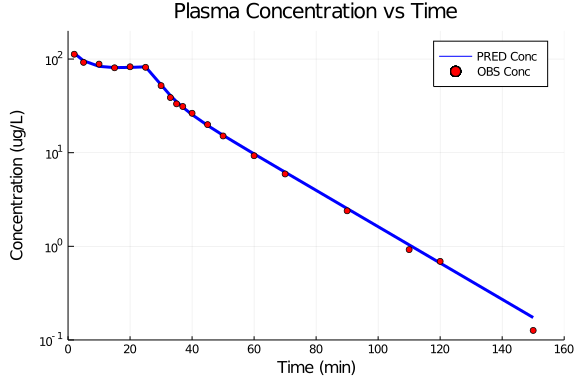 Plasma Concentration vs Time
PRED Conc
OBS Conc
Concentration (ug/L)
10^2
10^1
10^0
10^-1
0 20 40 60 80 100 120 140 160
Time (min)